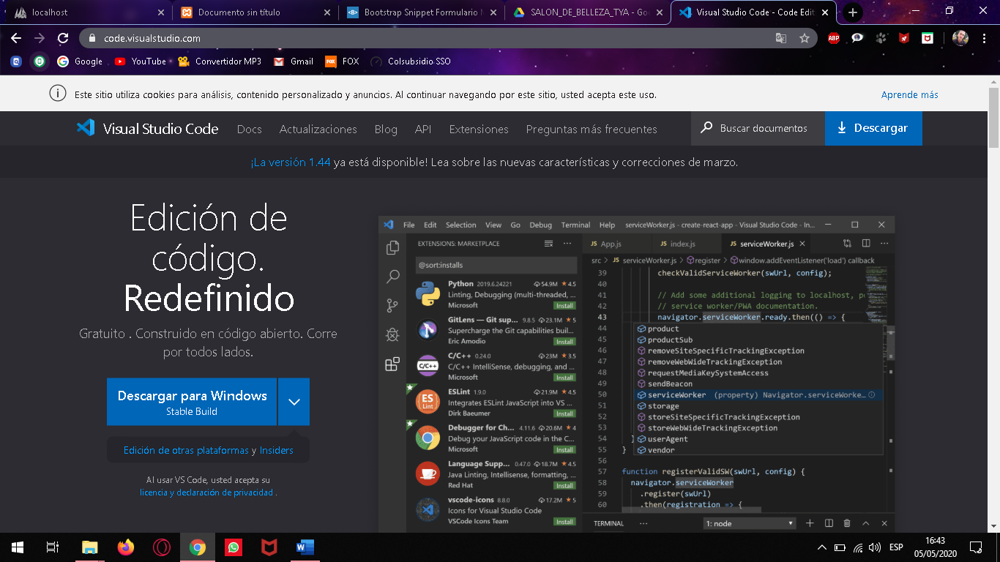 localhost
Documento sin título
Bootstrap Snippet Formulario
SALON_DE_BELLEZA_TYA - Go
Visual Studio Code - Code Edit
code.visualstudio.com
ABP
Google
YouTube
Convertidor MP3
Gmail
FOX
FOX
Colsubsidio SSO
Este sitio utiliza cookies para análisis, contenido personalizado y anuncios. Al continuar navegando por este sitio, usted acepta este uso.
Aprende más
Visual Studio Code
Docs
Actualizaciones
Blog
API
Extensiones
Preguntas más frecuentes
Buscar documentos
Descargar
¡La versión 1.44 ya está disponible! Lea sobre las nuevas características y correcciones de marzo.
Edición de
código.
Redefinido
Gratuito . Construido en código abierto. Corre
por todos lados.
Descargar para Windows
Stable Build
Edición de otras plataformas y Insiders
Al usar VS Code, usted acepta su
licencia y declaración de privacidad .
File Edit Selection View Go Debug Terminal Help
serviceWorker.js - create-react-app - Visual Studio Code - In...
EXTENSIONS: MARKETPLACE
@sort:installs
Python 2019.6.24221 54.9M 4.5
Linting, Debugging (multi-threaded, ...
Microsoft Install
GitLens — Git sup... 9.8.5 23.1M 5
Supercharge the Git capabilities buil...
Eric Amodio Install
C/C++
C/C++ 0.24.0 23M 3.5
C/C++ IntelliSense, debugging, and ...
Microsoft Install
ES
Lint
ESLint 1.9.0 21.9M 4.5
Integrates ESLint JavaScript into VS ...
Dirk Baeumer Install
Debugger for Ch... 4.11.6 20.6M 4
Debug your JavaScript code in the C...
Microsoft Install
Language Supp... 0.47.0 18.7M 4.5
Java Linting, Intellisense, formatting, ...
Red Hat Install
vscode-icons 8.8.0 17.2M 5
Icons for Visual Studio Code
VSCode Icons Team Install
JS App.js
JS index.js
JS serviceWorker.js
src > JS serviceWorker.js > register > window.addEventListener('load') callback
39 checkValidServiceWorker(swUrl, config);
40
41 // Add some additional logging to localhost, po
42 // service worker/PWA documentation.
43 navigator.serviceWorker.ready.then(() => {
44 product
45 productSub
46 removeSiteSpecificTrackingException
47 removeWebWideTrackingException
48 requestMediaKeySystemAccess
49 sendBeacon
50 serviceWorker (property) Navigator.serviceWorke...
51 storage
52 storeSiteSpecificTrackingException
53 storeWebWideTrackingException
54 } userAgent
55 } vendor
56
57 function registerValidSW(swUrl, config) {
58 navigator.serviceWorker
59 .register(swUrl)
60 .then(registration => {
TERMINAL ... 1: node
ESP
16:43
05/05/2020